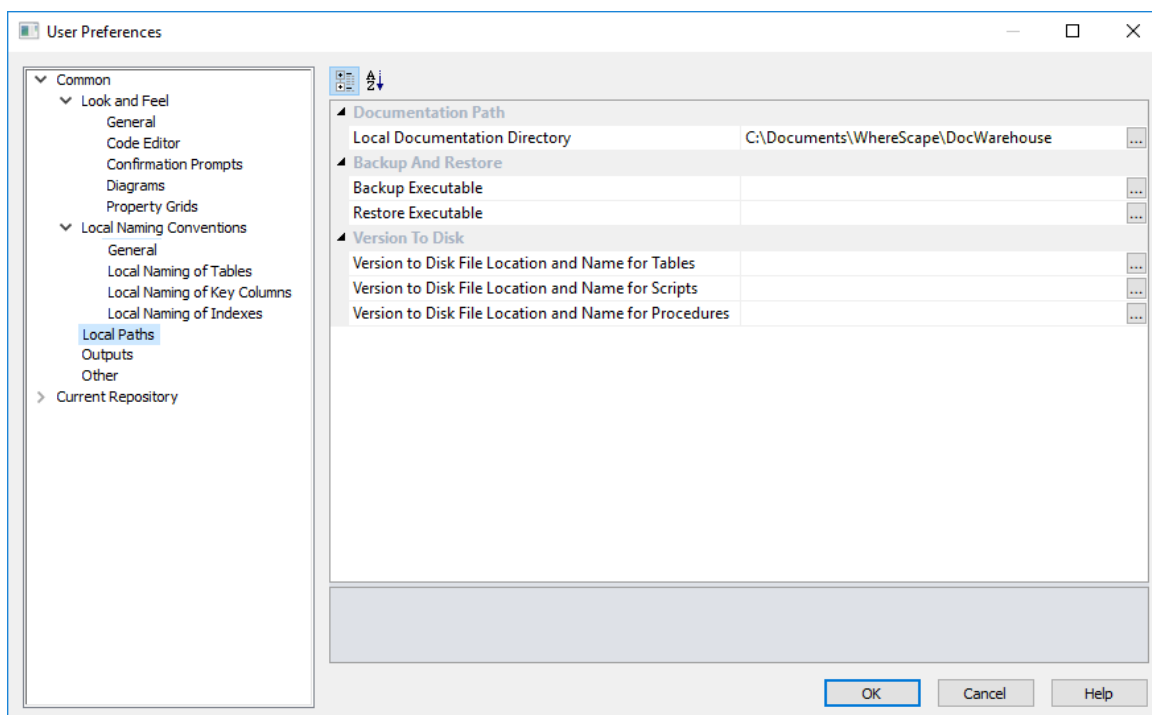 User Preferences
Common
Look and Feel
General
Code Editor
Confirmation Prompts
Diagrams
Property Grids
Local Naming Conventions
General
Local Naming of Tables
Local Naming of Key Columns
Local Naming of Indexes
Local Paths
Outputs
Other
Current Repository
Documentation Path
Local Documentation Directory C:\Documents\WhereScape\DocWarehouse ...
Backup And Restore
Backup Executable ...
Restore Executable ...
Version To Disk
Version to Disk File Location and Name for Tables ...
Version to Disk File Location and Name for Scripts ...
Version to Disk File Location and Name for Procedures ...
OK Cancel Help